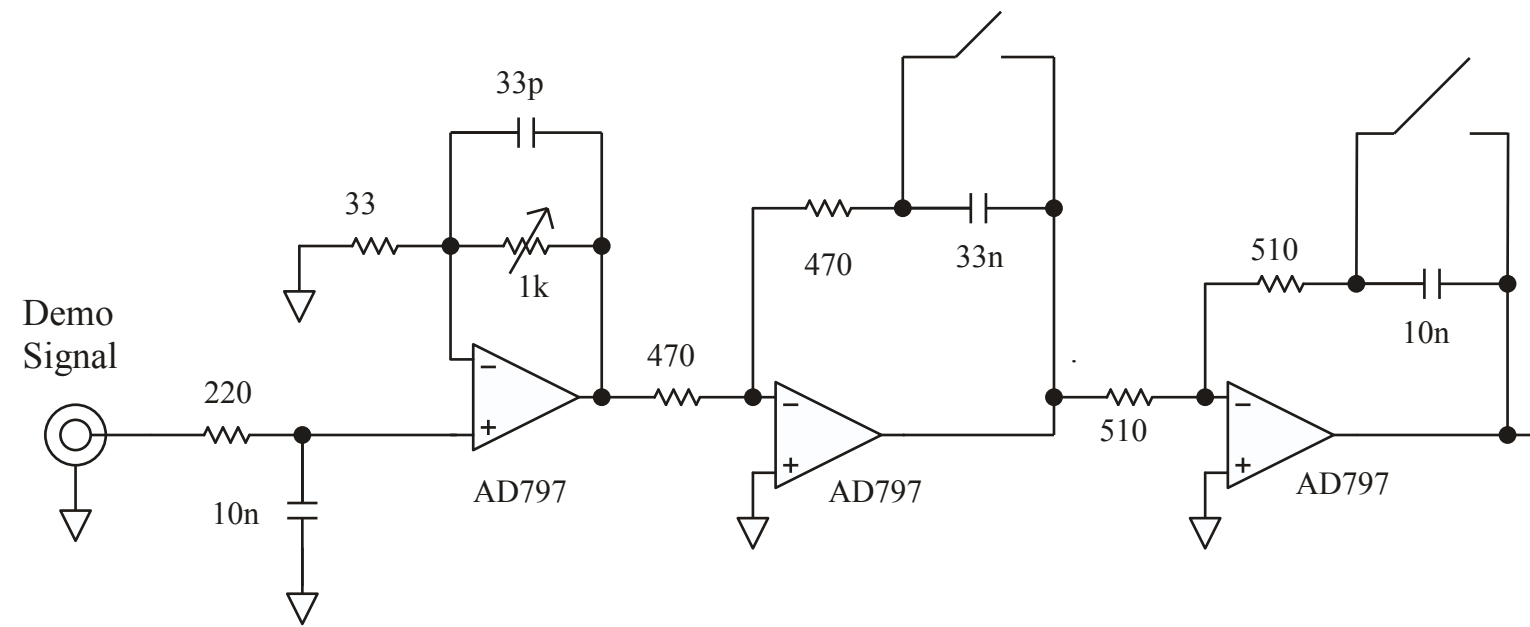 33p
33
1k
470
33n
510
10n
Demo
Signal
220
470
510
−
+
AD797
10n
−
+
AD797
−
+
AD797